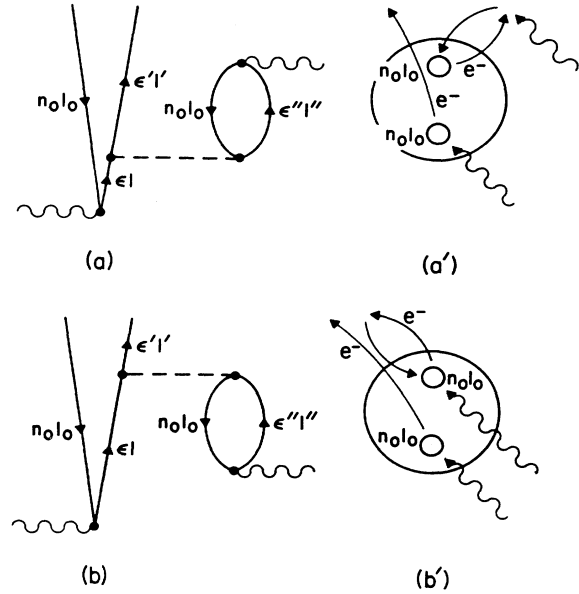 n₀l₀
ϵ'l'
ϵl
n₀l₀
ϵ''l''
(a)
n₀l₀
e⁻
e⁻
n₀l₀
(a')
n₀l₀
ϵ'l'
ϵl
n₀l₀
ϵ''l''
(b)
e⁻
e⁻
n₀l₀
n₀l₀
(b')